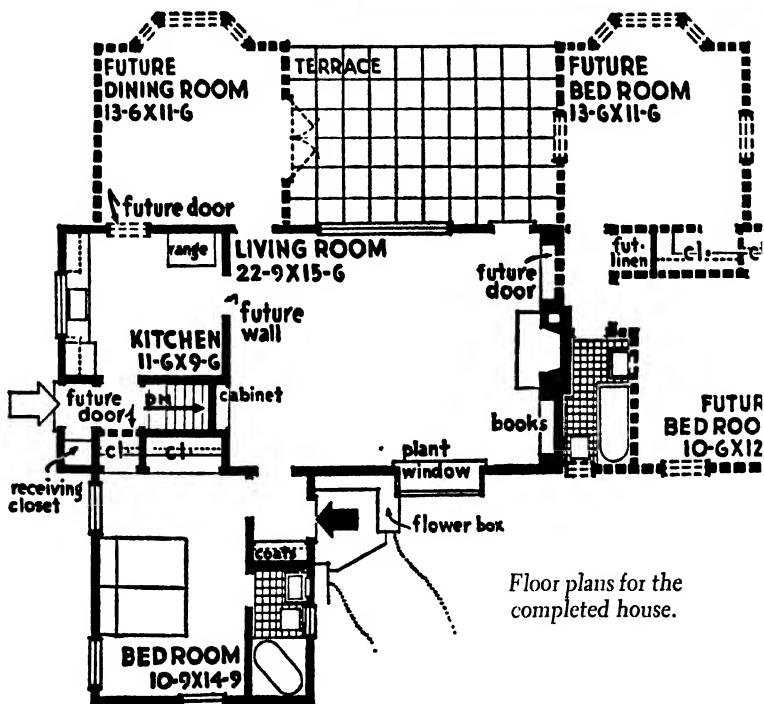 FUTURE
DINING ROOM
13-6X11-6
TERRACE
FUTURE
BED ROOM
13-6X11-6
future door
range
LIVING ROOM
22-9X15-6
future
door
fut.
linen
cl.
future
wall
KITCHEN
11-6X9-6
future
door
DN
cabinet
books
FUTUR
BEDROO
10-6X12
cl.
cl.
receiving
closet
plant
window
flower box
coats
BEDROOM
10-9X14-9
Floor plans for the
completed house.